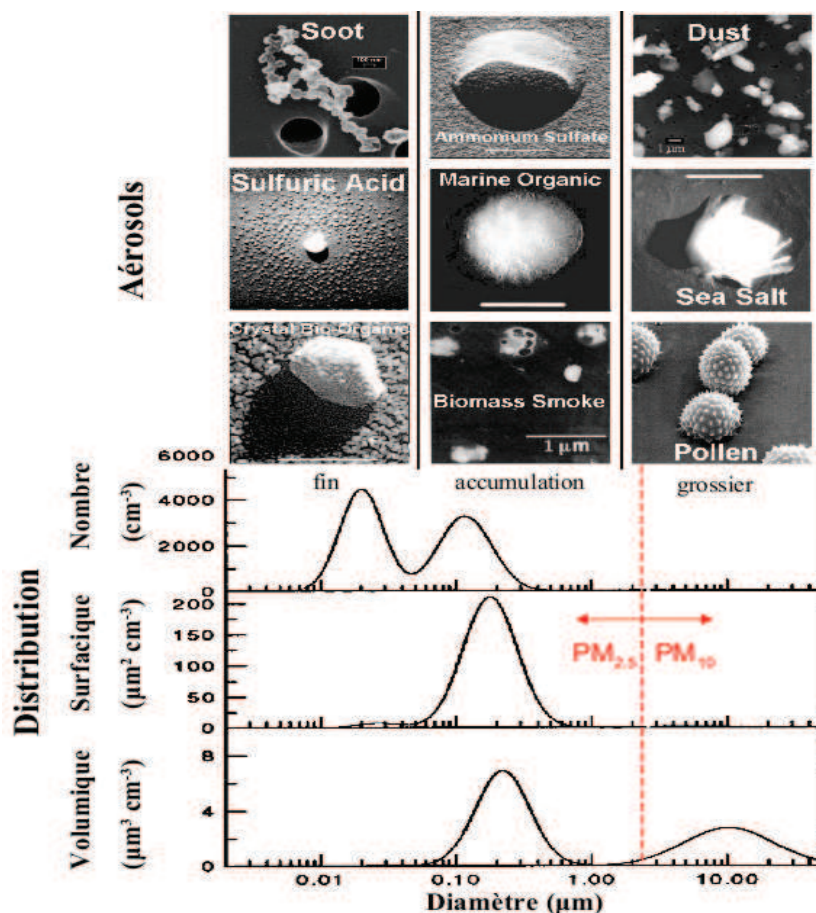 Soot
100 nm
Ammonium Sulfate
Dust
1 µm
Aérosols
Sulfuric Acid
Marine Organic
Sea Salt
Crystal Bio-Organic
Biomass Smoke
1 µm
Pollen
fin
accumulation
grossier
Distribution
Nombre
(cm-3)
6000
4000
2000
0
Surfacique
(µm² cm-3)
200
150
100
50
0
PM2.5
PM10
Volumique
(µm³ cm-3)
8
4
0
0.01
0.10
1.00
10.00
Diamètre (µm)